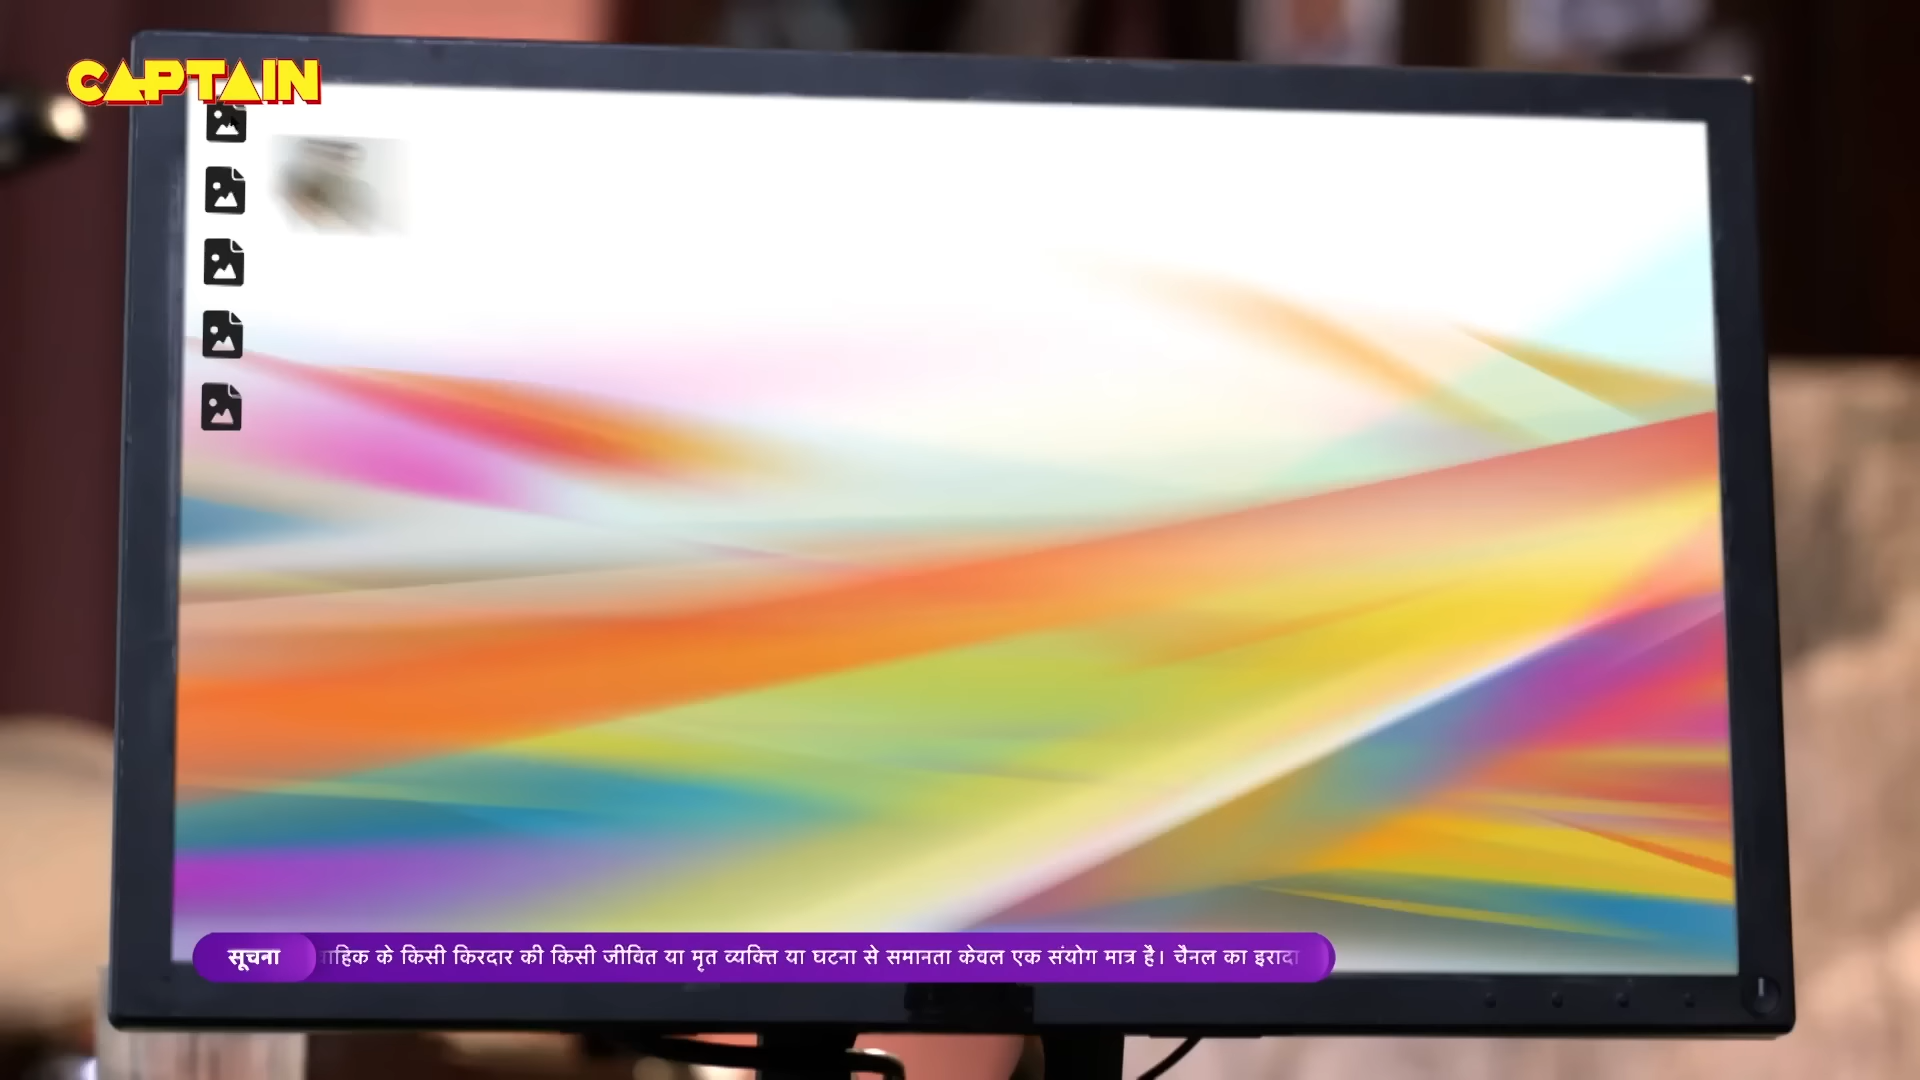 CAPTAIN
सूचना
के किसी किरदार की किसी जीवित या मृत व्यक्ति या घटना से समानता केवल एक संयोग मात्र है। चैनल का इरादा